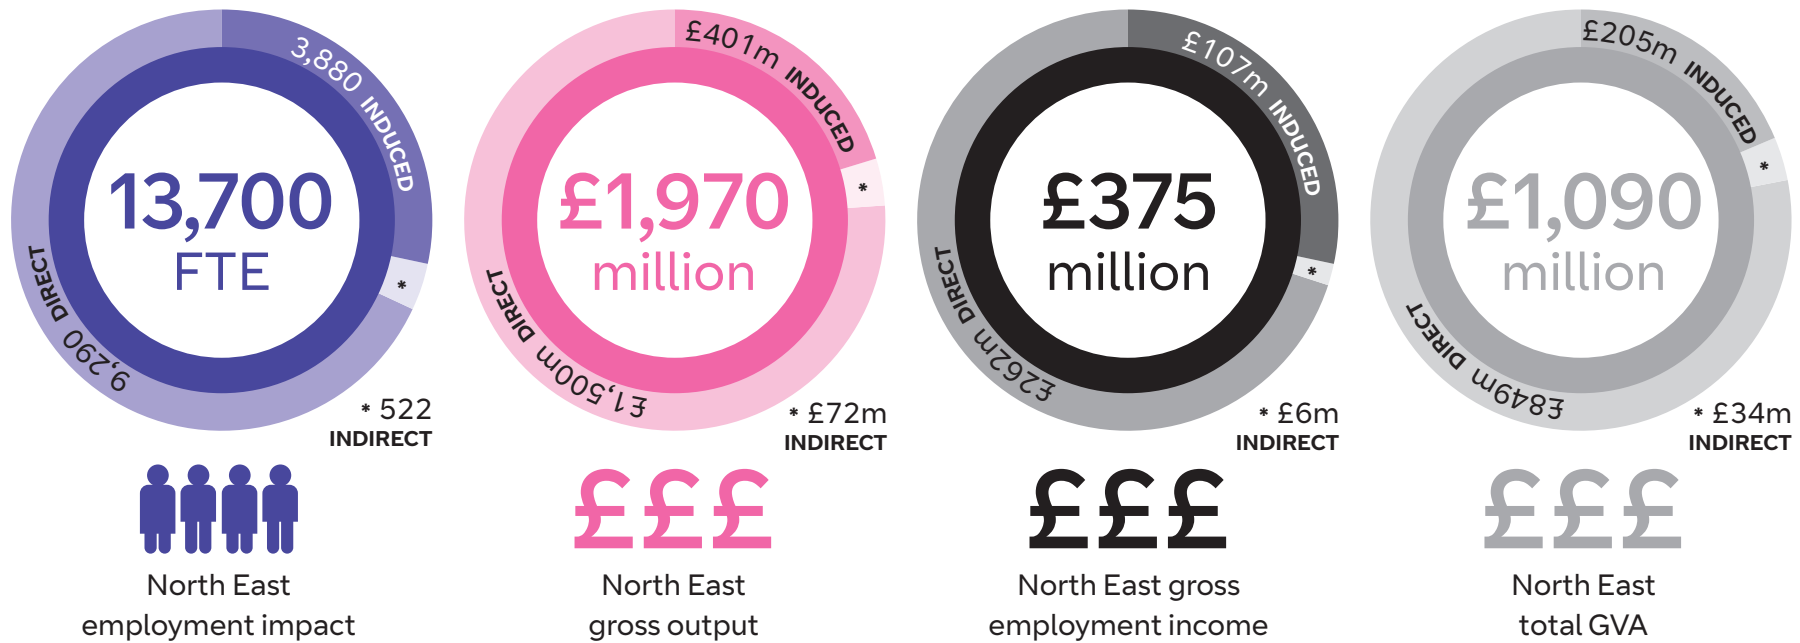 3,880 INDUCED
13,700
FTE
9,290 DIRECT
* 
* 522
INDIRECT
North East
employment impact
£401m INDUCED
£1,970
million
£1,500m DIRECT
*
* £72m
INDIRECT
£££
North East
gross output
£107m INDUCED
£375
million
£262m DIRECT
*
* £6m
INDIRECT
£££
North East gross
employment income
£205m INDUCED
£1,090
million
£849m DIRECT
*
* £34m
INDIRECT
£££
North East
total GVA